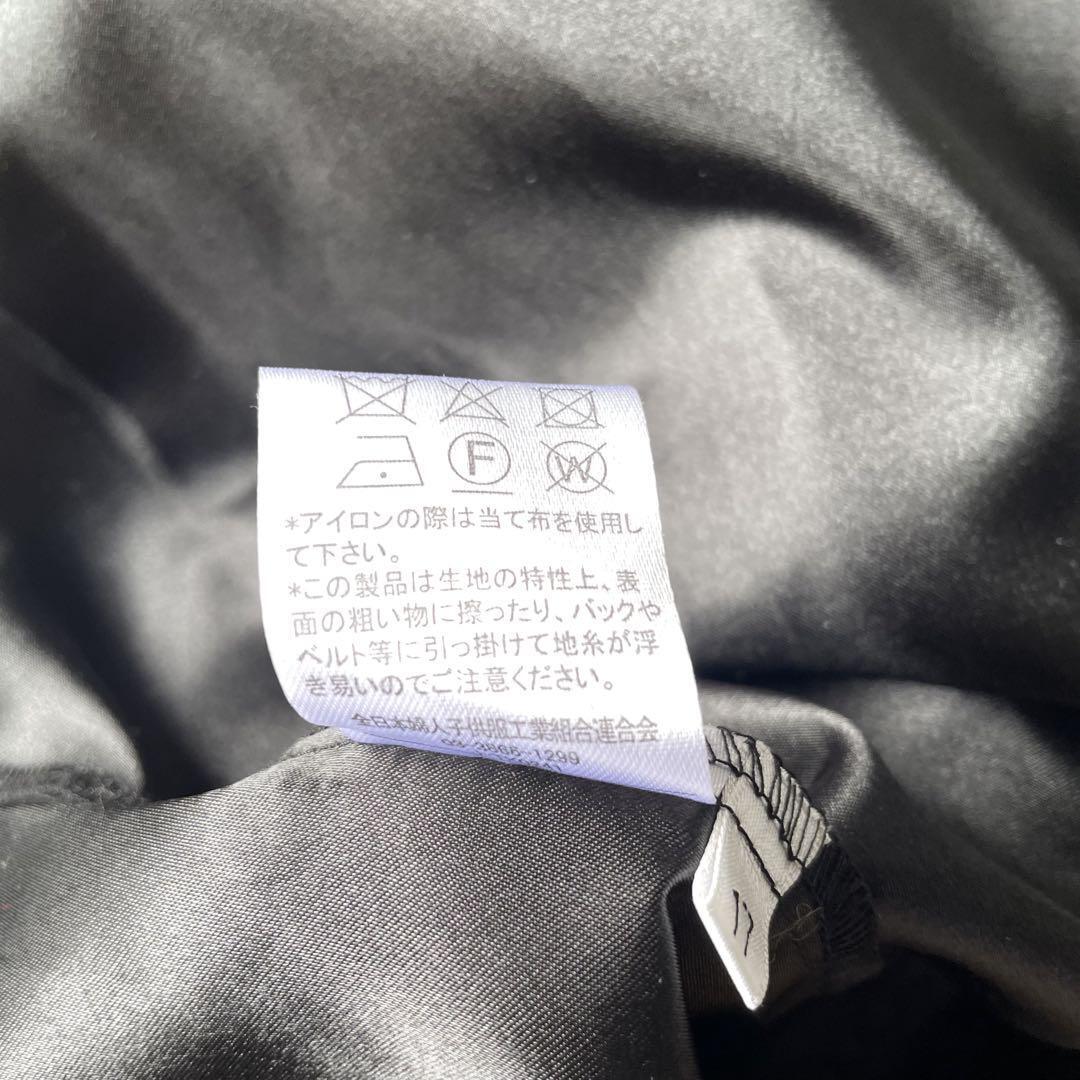 F
W
*アイロンの際は当て布を使用し
て下さい。
*この製品は生地の特性上、表
面の粗い物に擦ったり、バックや
ベルト等に引っ掛けて地糸が浮
き易いのでご注意ください。
全日本婦人子供服工業組合連合会
3866-1299
17